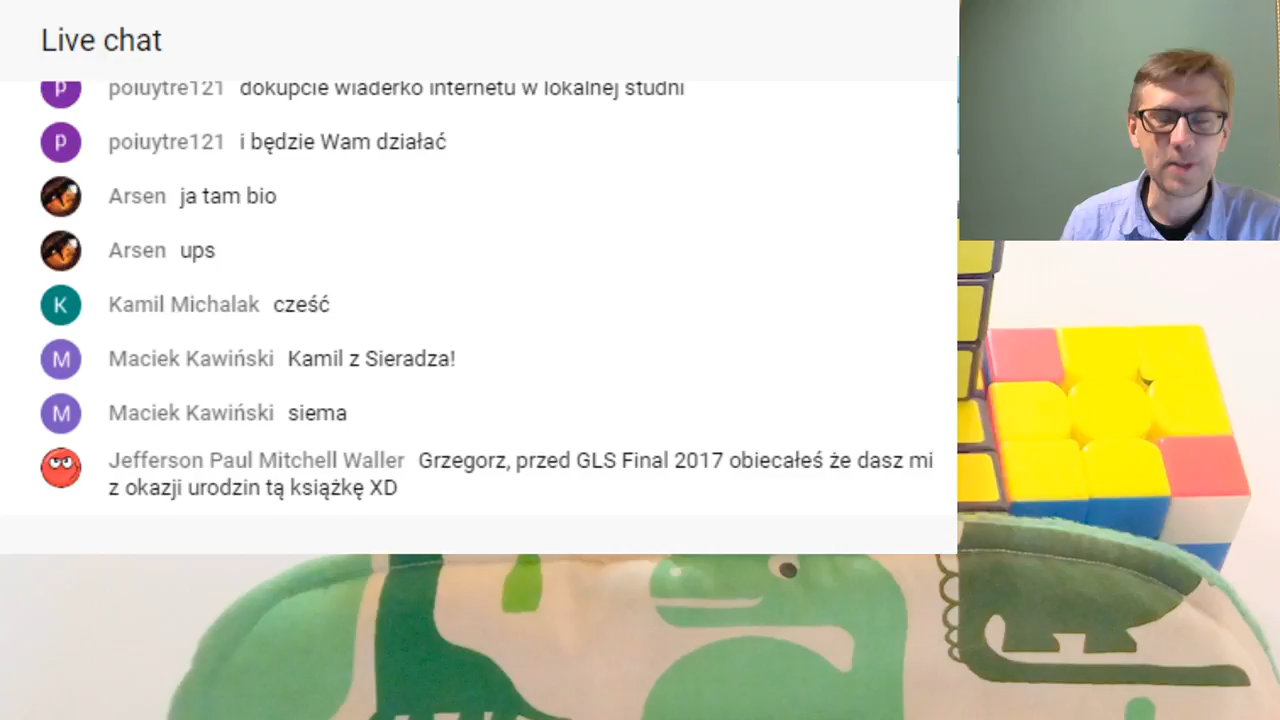 Live chat
poiuytre121 dokupcie wiaderko internetu w lokalnej studni
P poiuytre121 i będzie Wam działać
Arsen ja tam bio
Arsen ups
K Kamil Michalak cześć
M Maciek Kawiński Kamil z Sieradza!
M Maciek Kawiński siema
Jefferson Paul Mitchell Waller Grzegorz, przed GLS Final 2017 obiecałeś że dasz mi
z okazji urodzin tą książkę XD